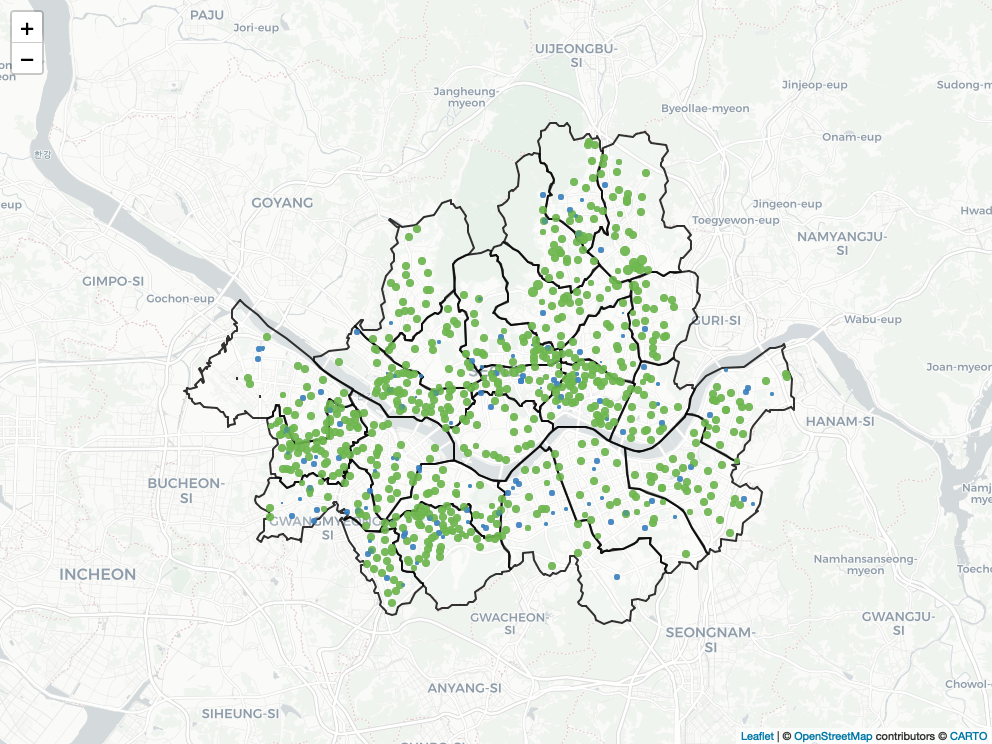 +
−
PAJU
Jori-eup
UIJEONGBU-
SI
Jangheung-
myeon
Byeollae-myeon
Jinjeop-eup
Sudong-m
Onam-eup
한강
eup
GOYANG
Jingeon-eup
Toegyewon-eup
Hwad
NAMYANGJU-
SI
GIMPO-SI
Gochon-eup
GURI-SI
Wabu-eup
Joan-myeon
HANAM-SI
BUCHEON-
SI
GWANGMYEONG-
SI
Namj
mye
INCHEON
Namhansanseong-
myeon
Toecho
GWACHEON-
SI
GWANGJU-
SI
SEONGNAM-
SI
ANYANG-SI
Chowol-e
SIHEUNG-SI
Leaflet | © OpenStreetMap contributors © CARTO